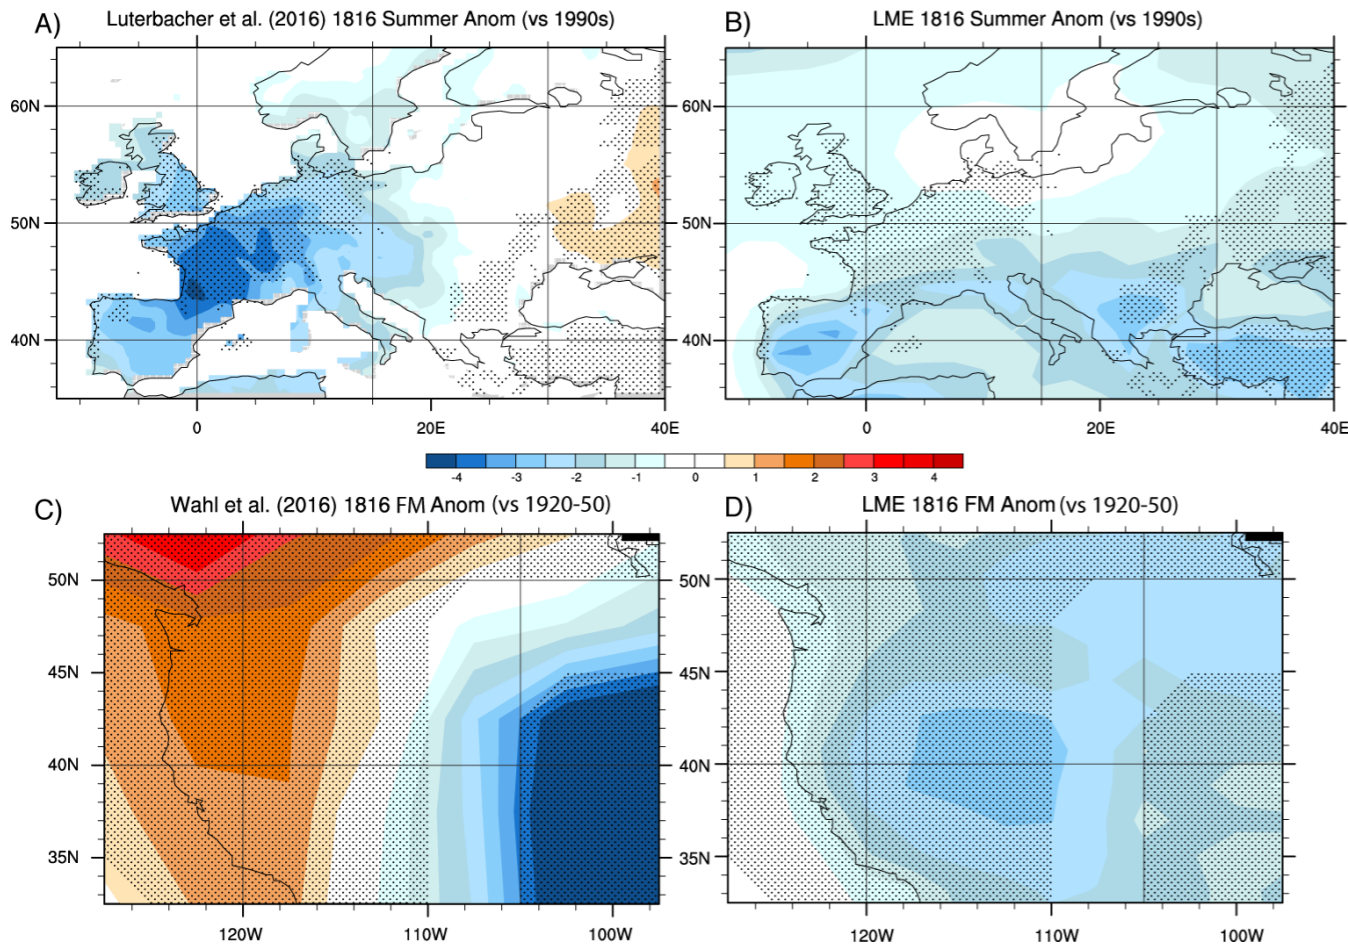 A) Luterbacher et al. (2016) 1816 Summer Anom (vs 1990s)
B) LME 1816 Summer Anom (vs 1990s)
60N
50N
40N
60N
50N
40N
0 20E 40E
0 20E 40E
-4 -3 -2 -1 0 1 2 3 4
C) Wahl et al. (2016) 1816 FM Anom (vs 1920-50)
D) LME 1816 FM Anom (vs 1920-50)
50N
45N
40N
35N
50N
45N
40N
35N
120W 110W 100W
120W 110W 100W